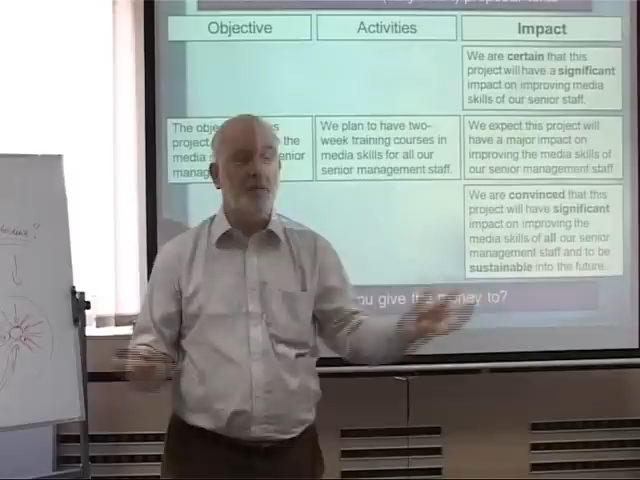 Objective
Activities
Impact
We are certain that this
project will have a significant
impact on improving media
skills of our senior staff.
The
project
the
media
enior
We plan to have two-
week training courses in
media skills for all our
senior management staff.
We expect this project will
have a major impact on
improving the media skills of
our senior management staff
We are convinced that this
project will have significant
impact on improving the
media skills of all our senior
management staff and to be
sustainable into the future.
ou give the money to?